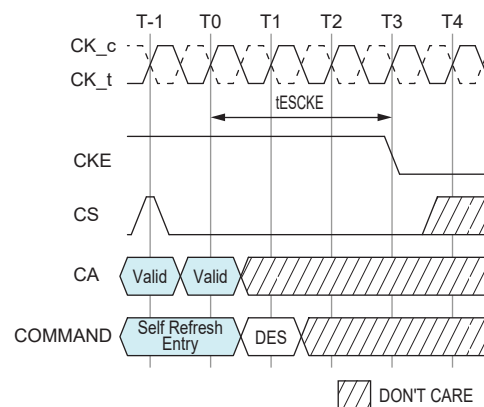 T-1 T0 T1 T2 T3 T4
CK_c
CK_t
tESCKE
CKE
CS
CA Valid Valid
COMMAND Self Refresh
Entry DES
DON'T CARE